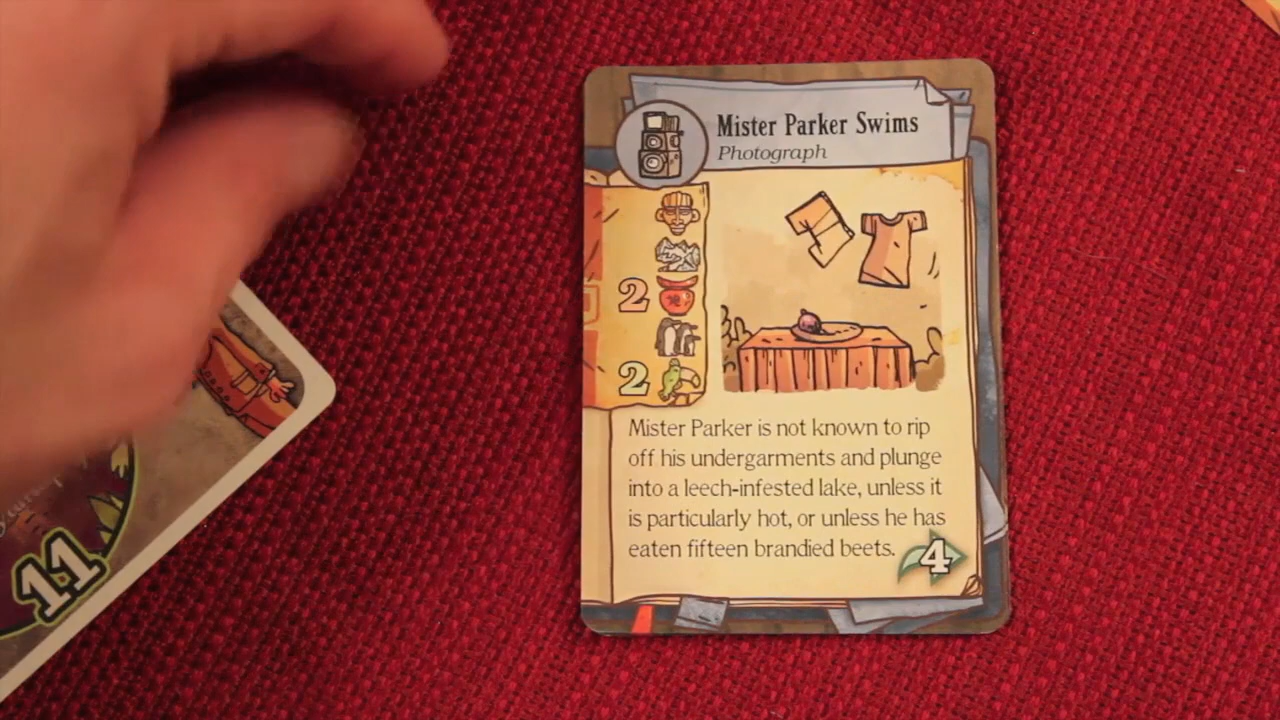 Mister Parker Swims
Photograph
2
2
Mister Parker is not known to rip
off his undergarments and plunge
into a leech-infested lake, unless it
is particularly hot, or unless he has
eaten fifteen brandied beets.
4
11